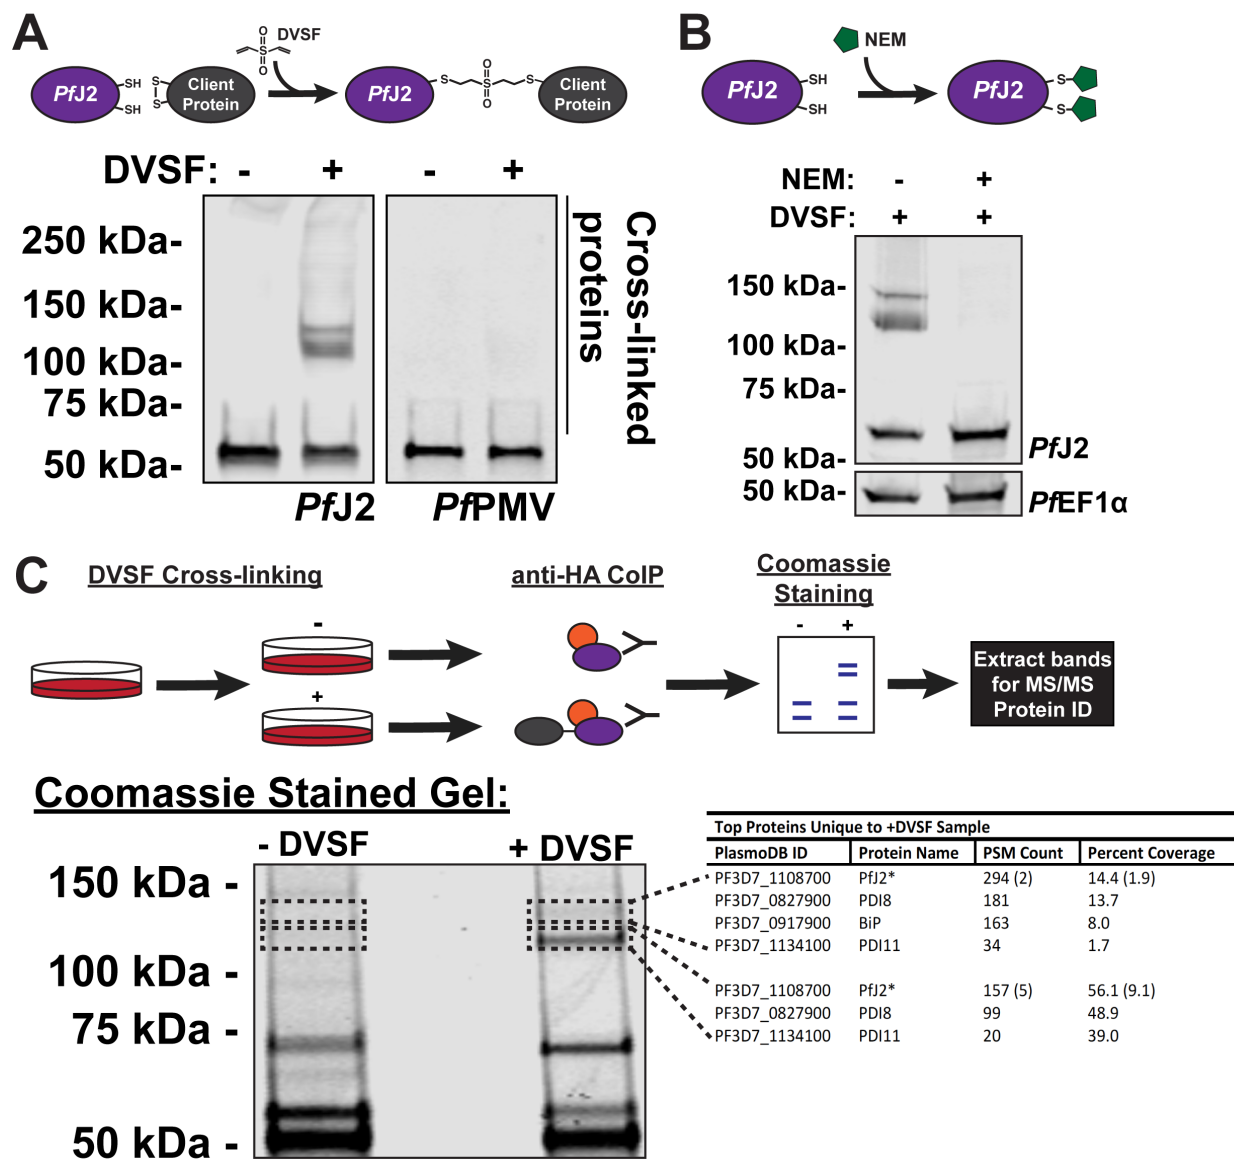 A
DVSF
O
O
PfJ2
SH
SH
S
S
Client
Protein
PfJ2
S
O
O
S
Client
Protein
DVSF: - + - +
250 kDa-
150 kDa-
100 kDa-
75 kDa-
50 kDa-
Cross-linked
proteins
PfJ2 PfPMV
B
NEM
PfJ2
SH
SH
PfJ2
S
S
NEM: - +
DVSF: + +
150 kDa-
100 kDa-
75 kDa-
50 kDa-
PfJ2
50 kDa-
PfEF1α
C
DVSF Cross-linking
anti-HA CoIP
Coomassie
Staining
-
+
- +
Extract bands
for MS/MS
Protein ID
Coomassie Stained Gel:
- DVSF + DVSF
150 kDa -
100 kDa -
75 kDa -
50 kDa -
Top Proteins Unique to +DVSF Sample
PlasmoDB ID Protein Name PSM Count Percent Coverage
PF3D7_1108700 PfJ2* 294 (2) 14.4 (1.9)
PF3D7_0827900 PDI8 181 13.7
PF3D7_0917900 BiP 163 8.0
PF3D7_1134100 PDI11 34 1.7
PF3D7_1108700 PfJ2* 157 (5) 56.1 (9.1)
PF3D7_0827900 PDI8 99 48.9
PF3D7_1134100 PDI11 20 39.0